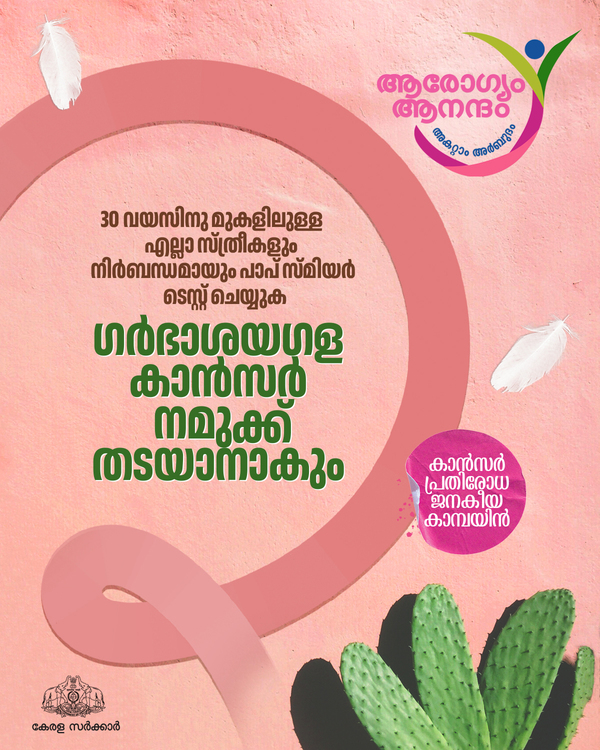 ആരോഗ്യം
ആനന്ദം
അകറ്റാം അർബുദം
30 വയസിനു മുകളിലുള്ള
എല്ലാ സ്ത്രീകളും
നിർബന്ധമായും പാപ് സ്മിയർ
ടെസ്റ്റ് ചെയ്യുക
ഗർഭാശയഗള
കാൻസർ
നമുക്ക്
തടയാനാകും
കാൻസർ
പ്രതിരോധ
ജനകീയ
കാമ്പയിൻ
കേരള സർക്കാർ